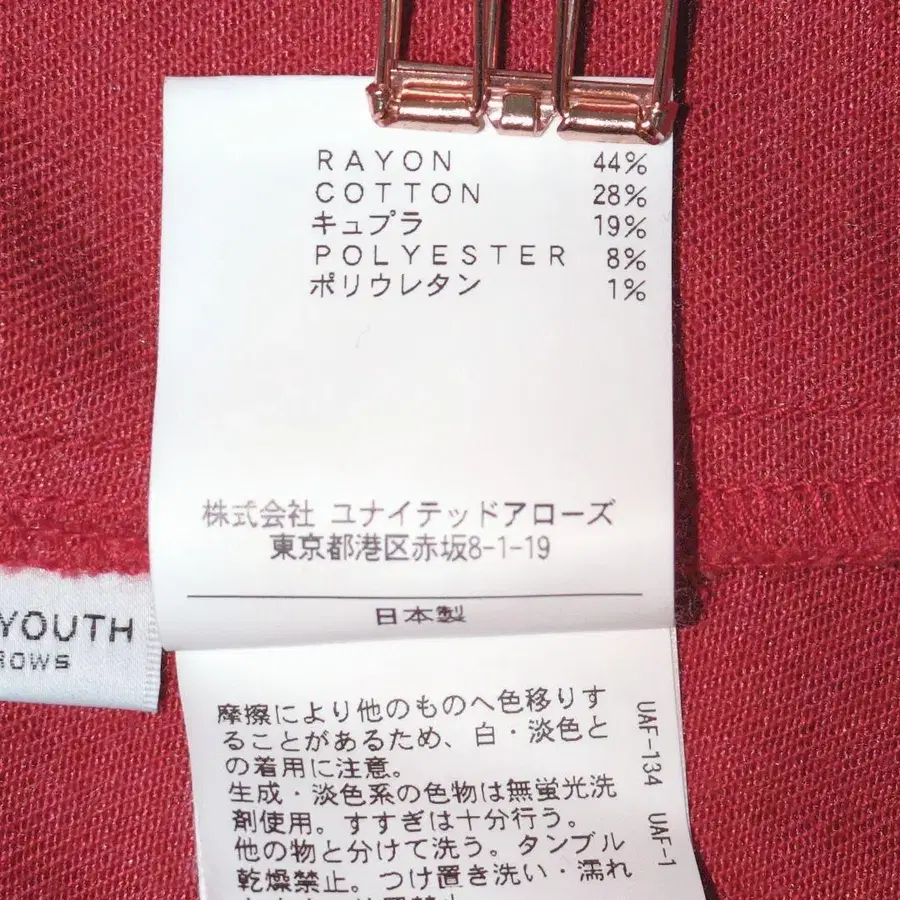 RAYON 44%
COTTON 28%
キュプラ 19%
POLYESTER 8%
ポリウレタン 1%
株式会社 ユナイテッドアローズ
東京都港区赤坂8-1-19
日本製
YOUTH
ROWS
摩擦により他のものへ色移りす
ることがあるため、白・淡色と
の着用に注意。
生成・淡色系の色物は無蛍光洗
剤使用。すすぎは十分行う。
他の物と分けて洗う。タンブル
乾燥禁止。つけ置き洗い・濡れ
UAF-134 UAF-1